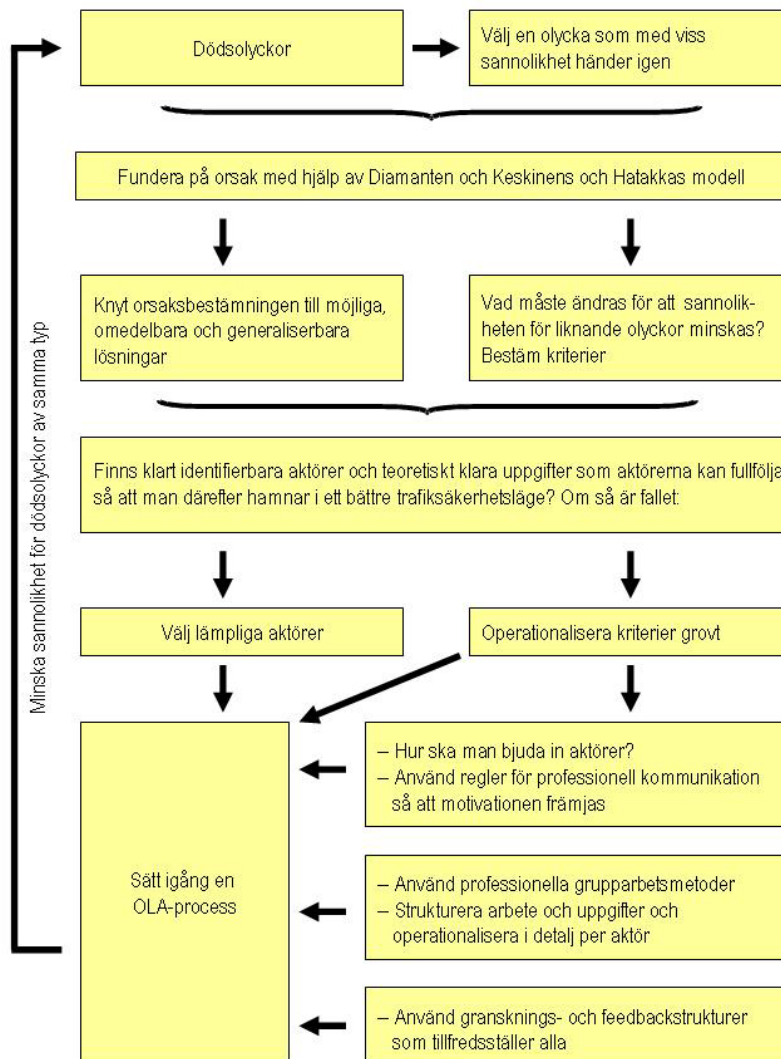 Dödsolyckor
Välj en olycka som med viss
sannolikhet händer igen
Fundera på orsak med hjälp av Diamanten och Keskinens och Hatakkas modell
Knyt orsaksbestämningen till möjliga,
omedelbara och generaliserbara
lösningar
Vad måste ändras för att sannolik-
heten för liknande olyckor minskas?
Bestäm kriterier
Finns klart identifierbara aktörer och teoretiskt klara uppgifter som aktörerna kan fullfölja
så att man därefter hamnar i ett bättre trafiksäkerhetsläge? Om så är fallet:
Välj lämpliga aktörer
Operationalisera kriterier grovt
– Hur ska man bjuda in aktörer?
– Använd regler för professionell kommunikation
så att motivationen främjas
Sätt igång en
OLA-process
– Använd professionella grupparbetsmetoder
– Strukturera arbete och uppgifter och
operationalisera i detalj per aktör
– Använd gransknings- och feedbackstrukturer
som tillfredsställer alla
Minska sannolikhet för dödsolyckor av samma typ